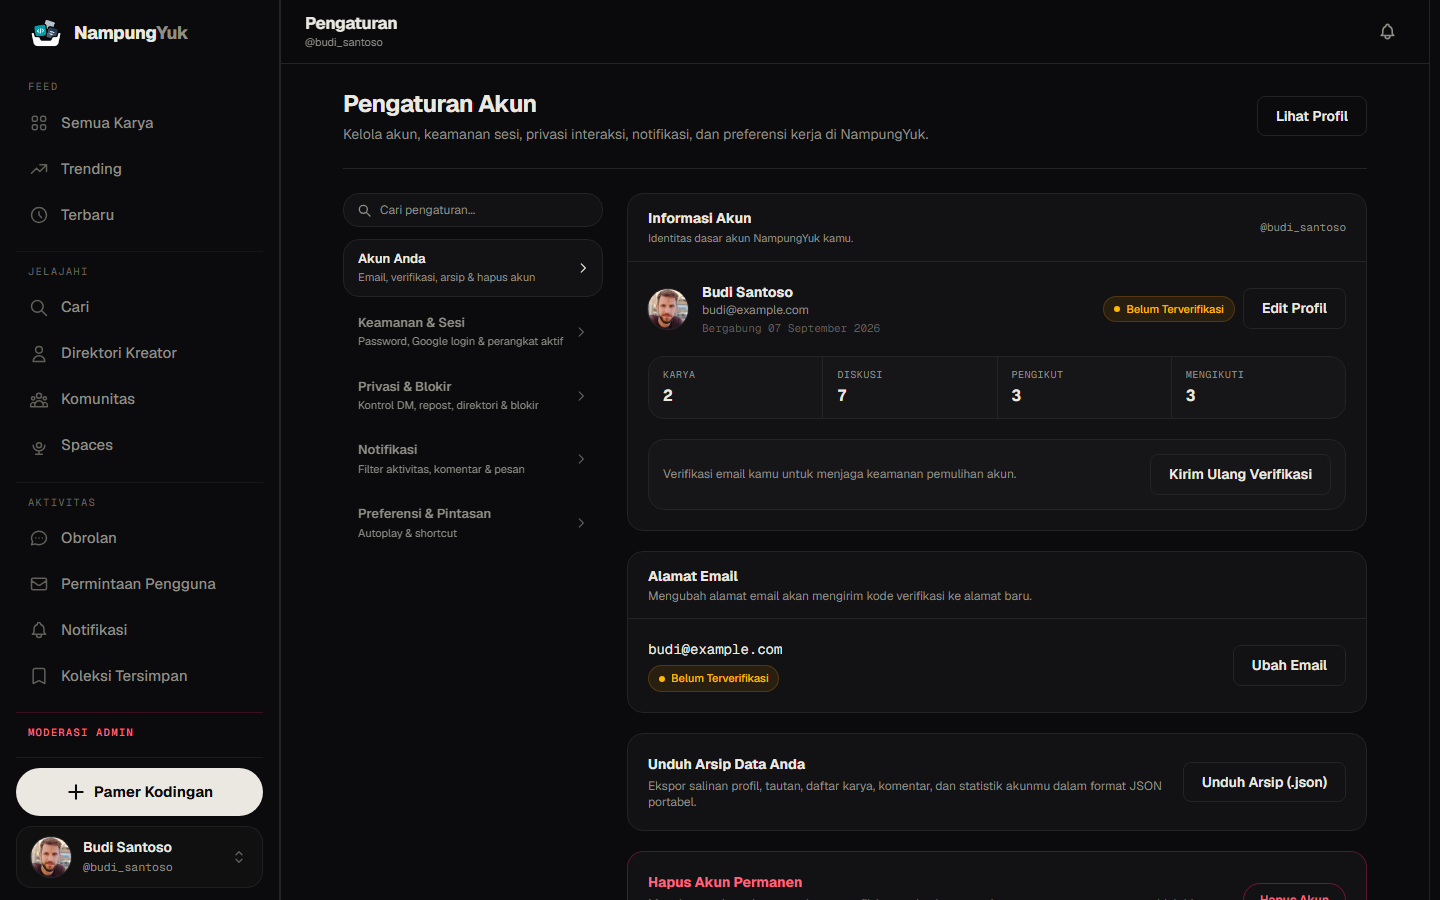 NampungYuk
FEED
Semua Karya
Trending
Terbaru
JELAJAHI
Cari
Direktori Kreator
Komunitas
Spaces
AKTIVITAS
Obrolan
Permintaan Pengguna
Notifikasi
Koleksi Tersimpan
MODERASI ADMIN
Pamer Kodingan
Budi Santoso
@budi_santoso
Pengaturan
@budi_santoso
Pengaturan Akun
Kelola akun, keamanan sesi, privasi interaksi, notifikasi, dan preferensi kerja di NampungYuk.
Lihat Profil
Cari pengaturan...
Akun Anda
Email, verifikasi, arsip & hapus akun
Keamanan & Sesi
Password, Google login & perangkat aktif
Privasi & Blokir
Kontrol DM, repost, direktori & blokir
Notifikasi
Filter aktivitas, komentar & pesan
Preferensi & Pintasan
Autoplay & shortcut
Informasi Akun
Identitas dasar akun NampungYuk kamu.
@budi_santoso
Budi Santoso
budi@example.com
Bergabung 07 September 2026
Belum Terverifikasi
Edit Profil
KARYA
2
DISKUSI
7
PENGIKUT
3
MENGIKUTI
3
Verifikasi email kamu untuk menjaga keamanan pemulihan akun.
Kirim Ulang Verifikasi
Alamat Email
Mengubah alamat email akan mengirim kode verifikasi ke alamat baru.
budi@example.com
Belum Terverifikasi
Ubah Email
Unduh Arsip Data Anda
Ekspor salinan profil, tautan, daftar karya, komentar, dan statistik akunmu dalam format JSON
portabel.
Unduh Arsip (.json)
Hapus Akun Permanen
Hapus Akun